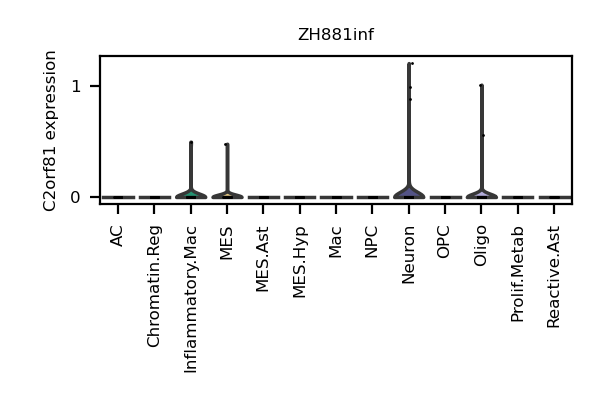 ZH881inf
C2orf81 expression
1
0
AC
Chromatin.Reg
Inflammatory.Mac
MES
MES.Ast
MES.Hyp
Mac
NPC
Neuron
OPC
Oligo
Prolif.Metab
Reactive.Ast